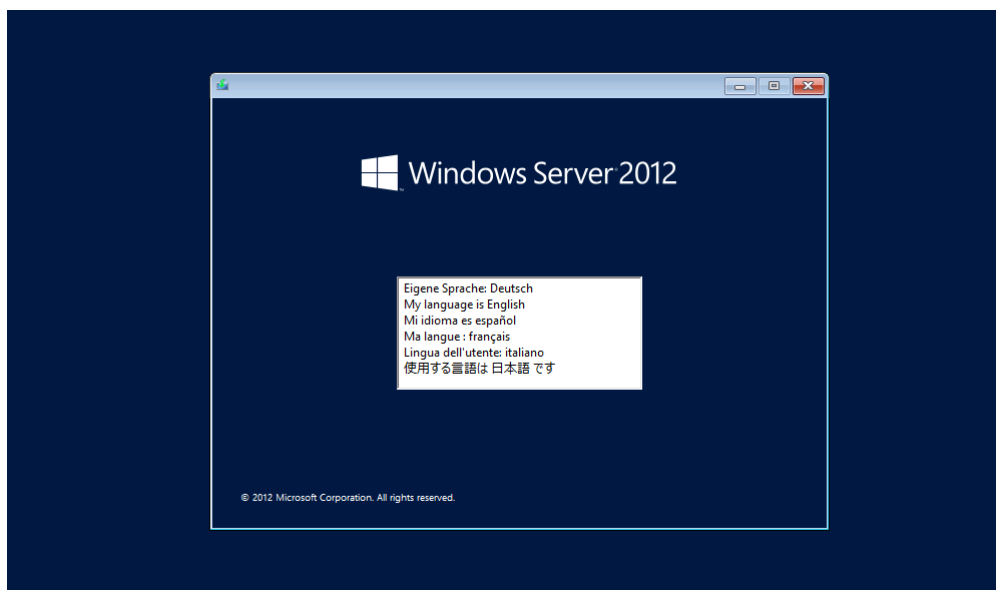 Windows Server 2012
Eigene Sprache: Deutsch
My language is English
Mi idioma es español
Ma langue : français
Lingua dell'utente: italiano
使用する言語は 日本語 です
© 2012 Microsoft Corporation. All rights reserved.